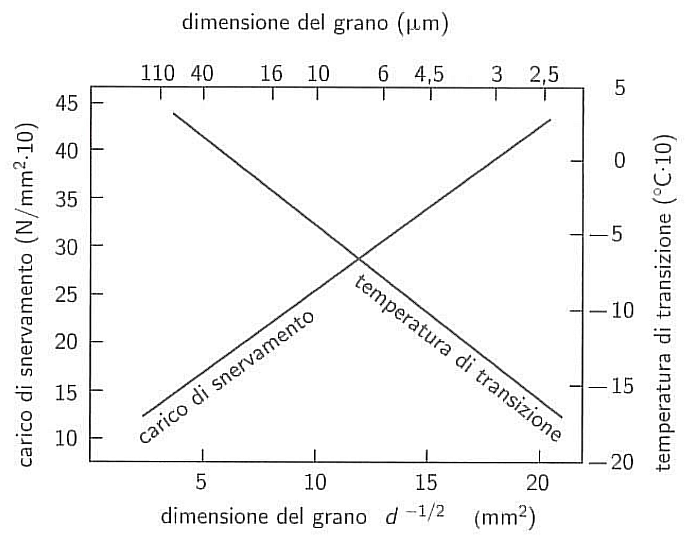 dimensione del grano (μm)
110 40 16 10 6 4,5 3 2,5
45
40
35
30
25
20
15
10
carico di snervamento (N/mm²·10)
5
0
—5
—10
—15
—20
temperatura di transizione (°C·10)
carico di snervamento
temperatura di transizione
5 10 15 20
dimensione del grano d −1/2 (mm²)